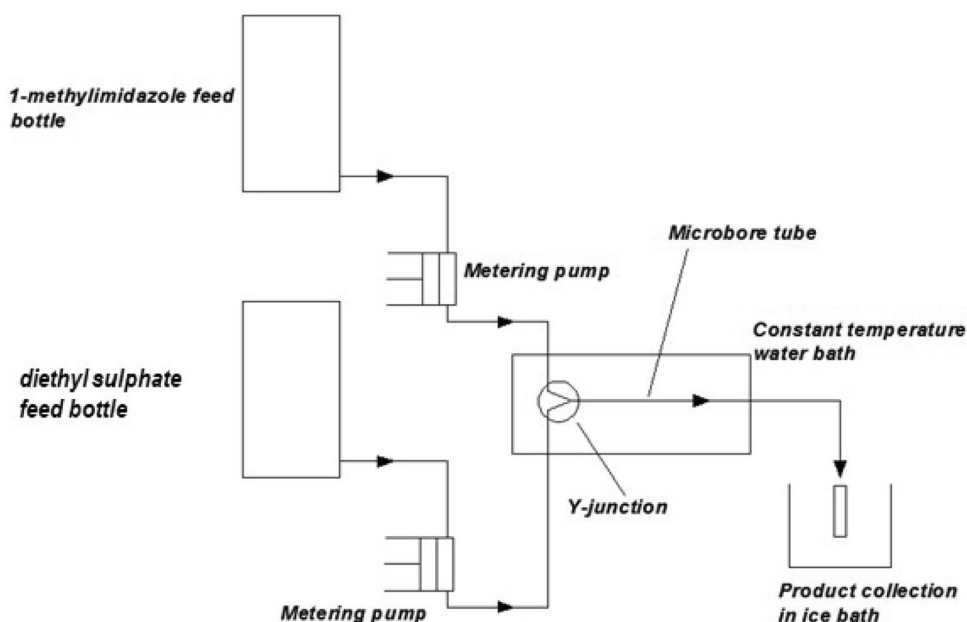 1-methylimidazole feed
bottle
Metering pump
Microbore tube
Constant temperature
water bath
diethyl sulphate
feed bottle
Y-junction
Metering pump
Product collection
in ice bath